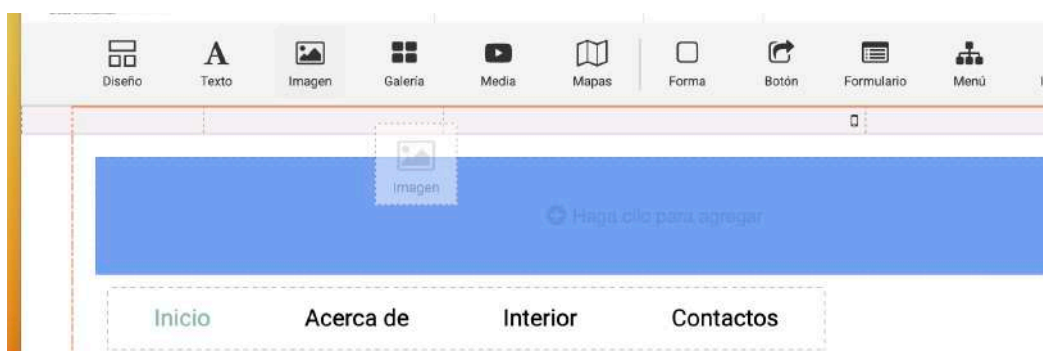 Diseño Texto Imagen Galería Media Mapas Forma Botón Formulario Menú
Imagen
Haga clic para agregar
Inicio Acerca de Interior Contactos